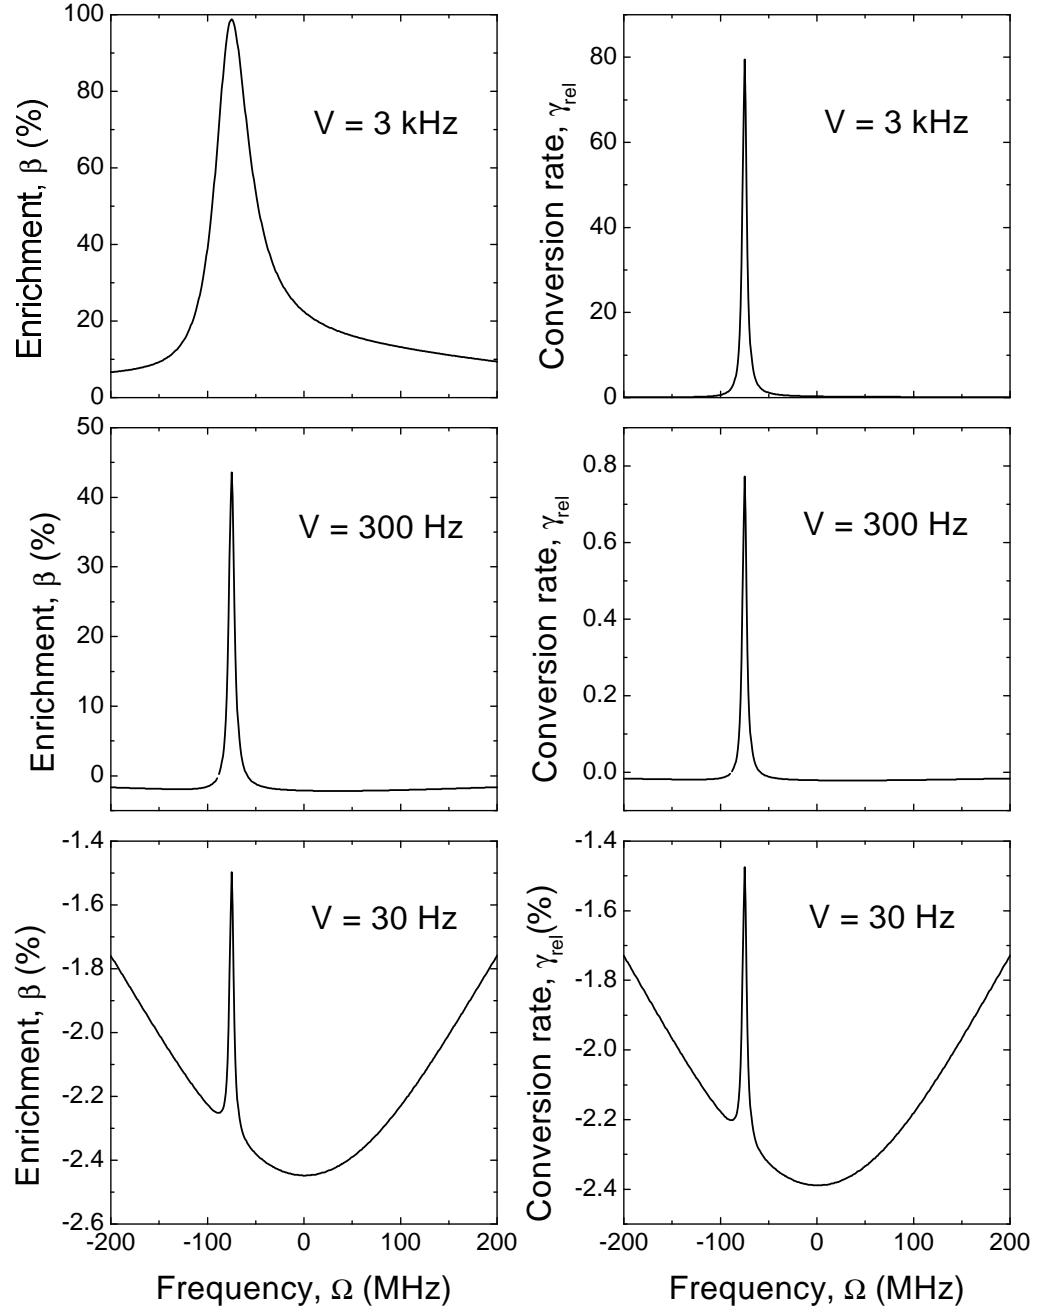 100
80
60
40
20
0
Enrichment, β (%)
V = 3 kHz
80
60
40
20
0
Conversion rate, γrel
V = 3 kHz
50
40
30
20
10
0
Enrichment, β (%)
V = 300 Hz
0.8
0.6
0.4
0.2
0.0
Conversion rate, γrel
V = 300 Hz
-1.4
-1.6
-1.8
-2.0
-2.2
-2.4
-2.6
Enrichment, β (%)
V = 30 Hz
-200 -100 0 100 200
Frequency, Ω (MHz)
-1.4
-1.6
-1.8
-2.0
-2.2
-2.4
Conversion rate, γrel(%)
V = 30 Hz
-200 -100 0 100 200
Frequency, Ω (MHz)